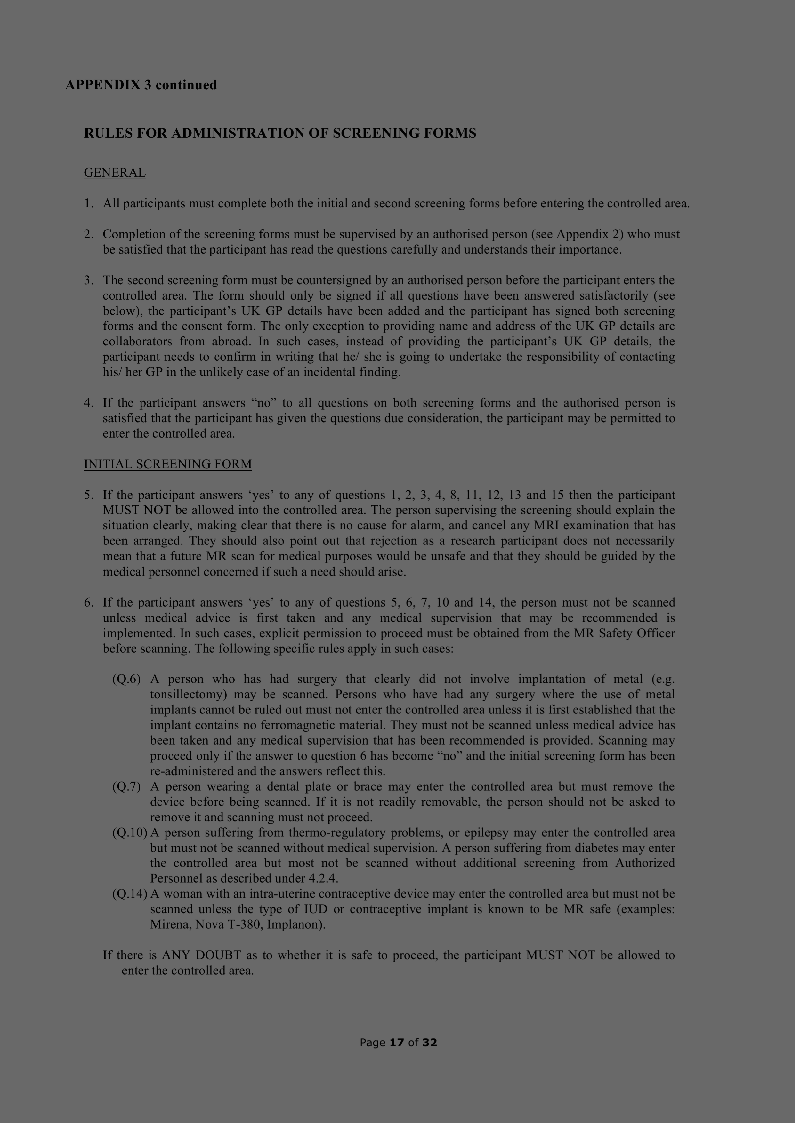 APPENDIX 3 continued
RULES FOR ADMINISTRATION OF SCREENING FORMS
GENERAL
1. All participants must complete both the initial and second screening forms before entering the controlled area.
2. Completion of the screening forms must be supervised by an authorised person (see Appendix 2) who must
be satisfied that the participant has read the questions carefully and understands their importance.
3. The second screening form must be countersigned by an authorised person before the participant enters the
controlled area. The form should only be signed if all questions have been answered satisfactorily (see
below), the participant's UK GP details have been added and the participant has signed both screening
forms and the consent form. The only exception to providing name and address of the UK GP details are
collaborators from abroad. In such cases, instead of providing the participant's UK GP details, the
participant needs to confirm in writing that he/ she is going to undertake the responsibility of contacting
his/ her GP in the unlikely case of an incidental finding.
4. If the participant answers “no” to all questions on both screening forms and the authorised person is
satisfied that the participant has given the questions due consideration, the participant may be permitted to
enter the controlled area.
INITIAL SCREENING FORM
5. If the participant answers ‘yes’ to any of questions 1, 2, 3, 4, 8, 11, 12, 13 and 15 then the participant
MUST NOT be allowed into the controlled area. The person supervising the screening should explain the
situation clearly, making clear that there is no cause for alarm, and cancel any MRI examination that has
been arranged. They should also point out that rejection as a research participant does not necessarily
mean that a future MR scan for medical purposes would be unsafe and that they should be guided by the
medical personnel concerned if such a need should arise.
6. If the participant answers ‘yes’ to any of questions 5, 6, 7, 10 and 14, the person must not be scanned
unless medical advice is first taken and any medical supervision that may be recommended is
implemented. In such cases, explicit permission to proceed must be obtained from the MR Safety Officer
before scanning. The following specific rules apply in such cases:
(Q.6) A person who has had surgery that clearly did not involve implantation of metal (e.g.
tonsillectomy) may be scanned. Persons who have had any surgery where the use of metal
implants cannot be ruled out must not enter the controlled area unless it is first established that the
implant contains no ferromagnetic material. They must not be scanned unless medical advice has
been taken and any medical supervision that has been recommended is provided. Scanning may
proceed only if the answer to question 6 has become “no” and the initial screening form has been
re-administered and the answers reflect this.
(Q.7) A person wearing a dental plate or brace may enter the controlled area but must remove the
device before being scanned. If it is not readily removable, the person should not be asked to
remove it and scanning must not proceed.
(Q.10) A person suffering from thermo-regulatory problems, or epilepsy may enter the controlled area
but must not be scanned without medical supervision. A person suffering from diabetes may enter
the controlled area but most not be scanned without additional screening from Authorized
Personnel as described under 4.2.4.
(Q.14) A woman with an intra-uterine contraceptive device may enter the controlled area but must not be
scanned unless the type of IUD or contraceptive implant is known to be MR safe (examples:
Mirena, Nova T-380, Implanon).
If there is ANY DOUBT as to whether it is safe to proceed, the participant MUST NOT be allowed to
enter the controlled area.
Page 17 of 32